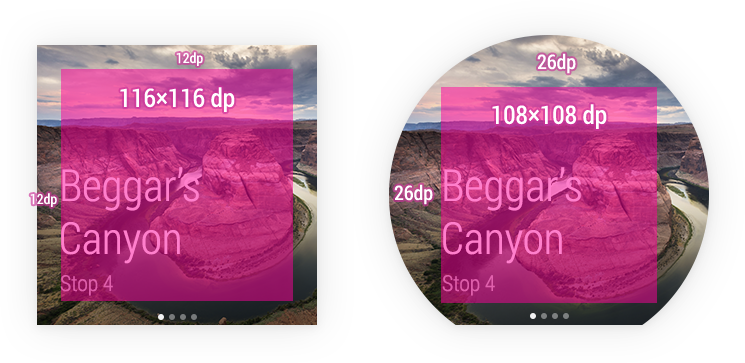 12dp
116×116 dp
12dp
Beggar's
Canyon
Stop 4
26dp
108×108 dp
26dp
Beggar's
Canyon
Stop 4